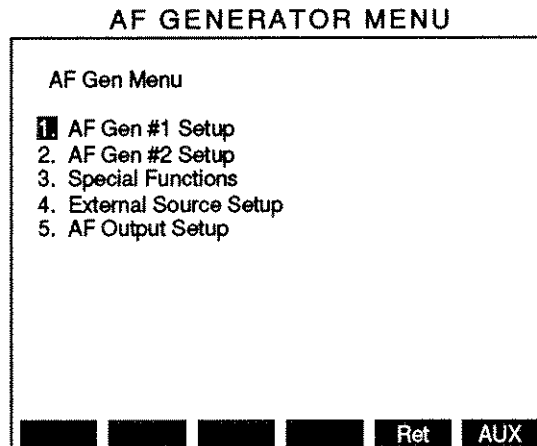 AF GENERATOR MENU
AF Gen Menu
1. AF Gen #1 Setup
2. AF Gen #2 Setup
3. Special Functions
4. External Source Setup
5. AF Output Setup
Ret AUX